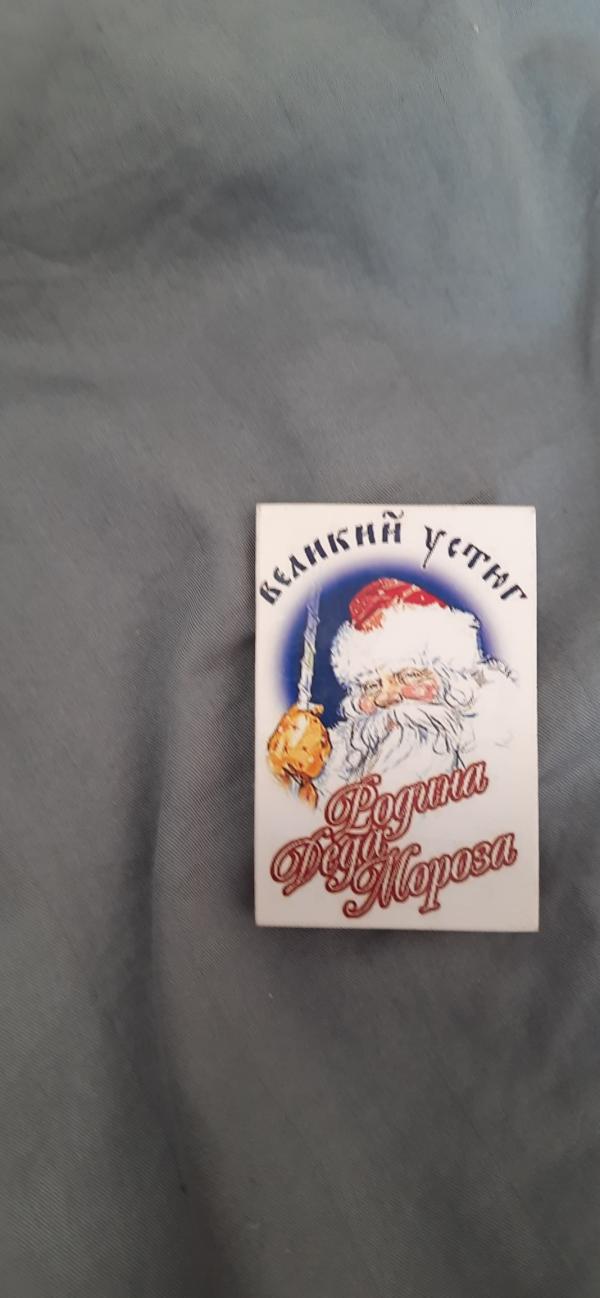 Великий Устюг
Родина
Деда
Мороза